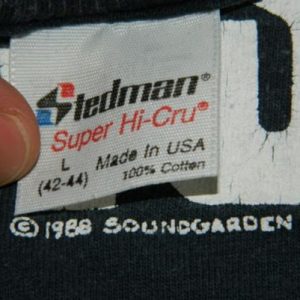 Stedman®
Super Hi-Cru®
L
(42-44)
Made In USA
100% Cotton
© 1988 SOUNDGARDEN